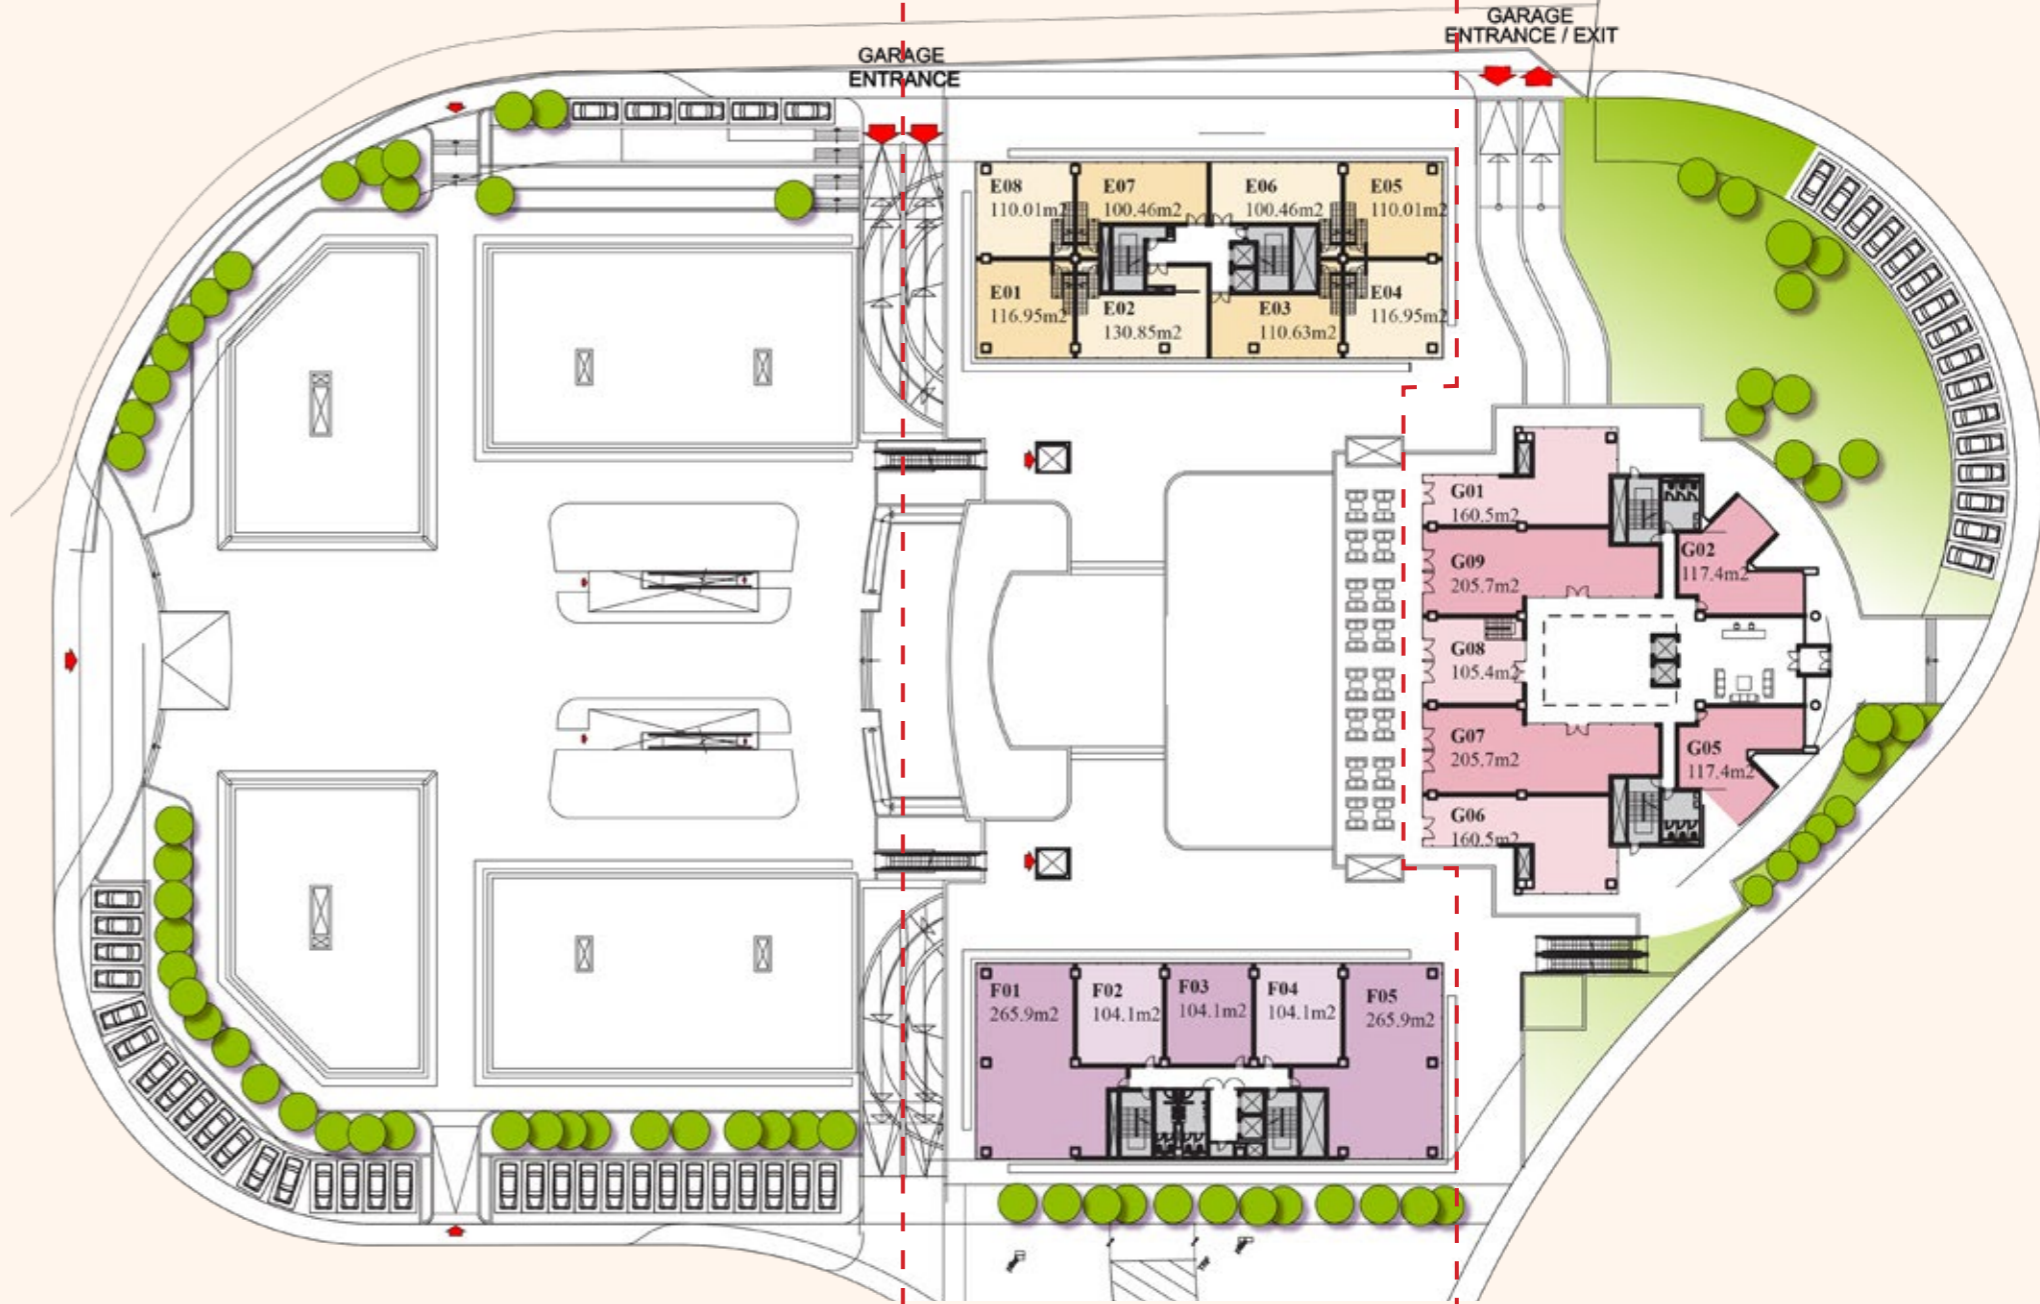 GARAGE
ENTRANCE / EXIT
GARAGE
ENTRANCE
E08
110.01m2
E07
100.46m2
E06
100.46m2
E05
110.01m2
E01
116.95m2
E02
130.85m2
E03
110.63m2
E04
116.95m2
G01
160.5m2
G09
205.7m2
G02
117.4m2
G08
105.4m2
G07
205.7m2
G05
117.4m2
G06
160.5m2
F01
265.9m2
F02
104.1m2
F03
104.1m2
F04
104.1m2
F05
265.9m2